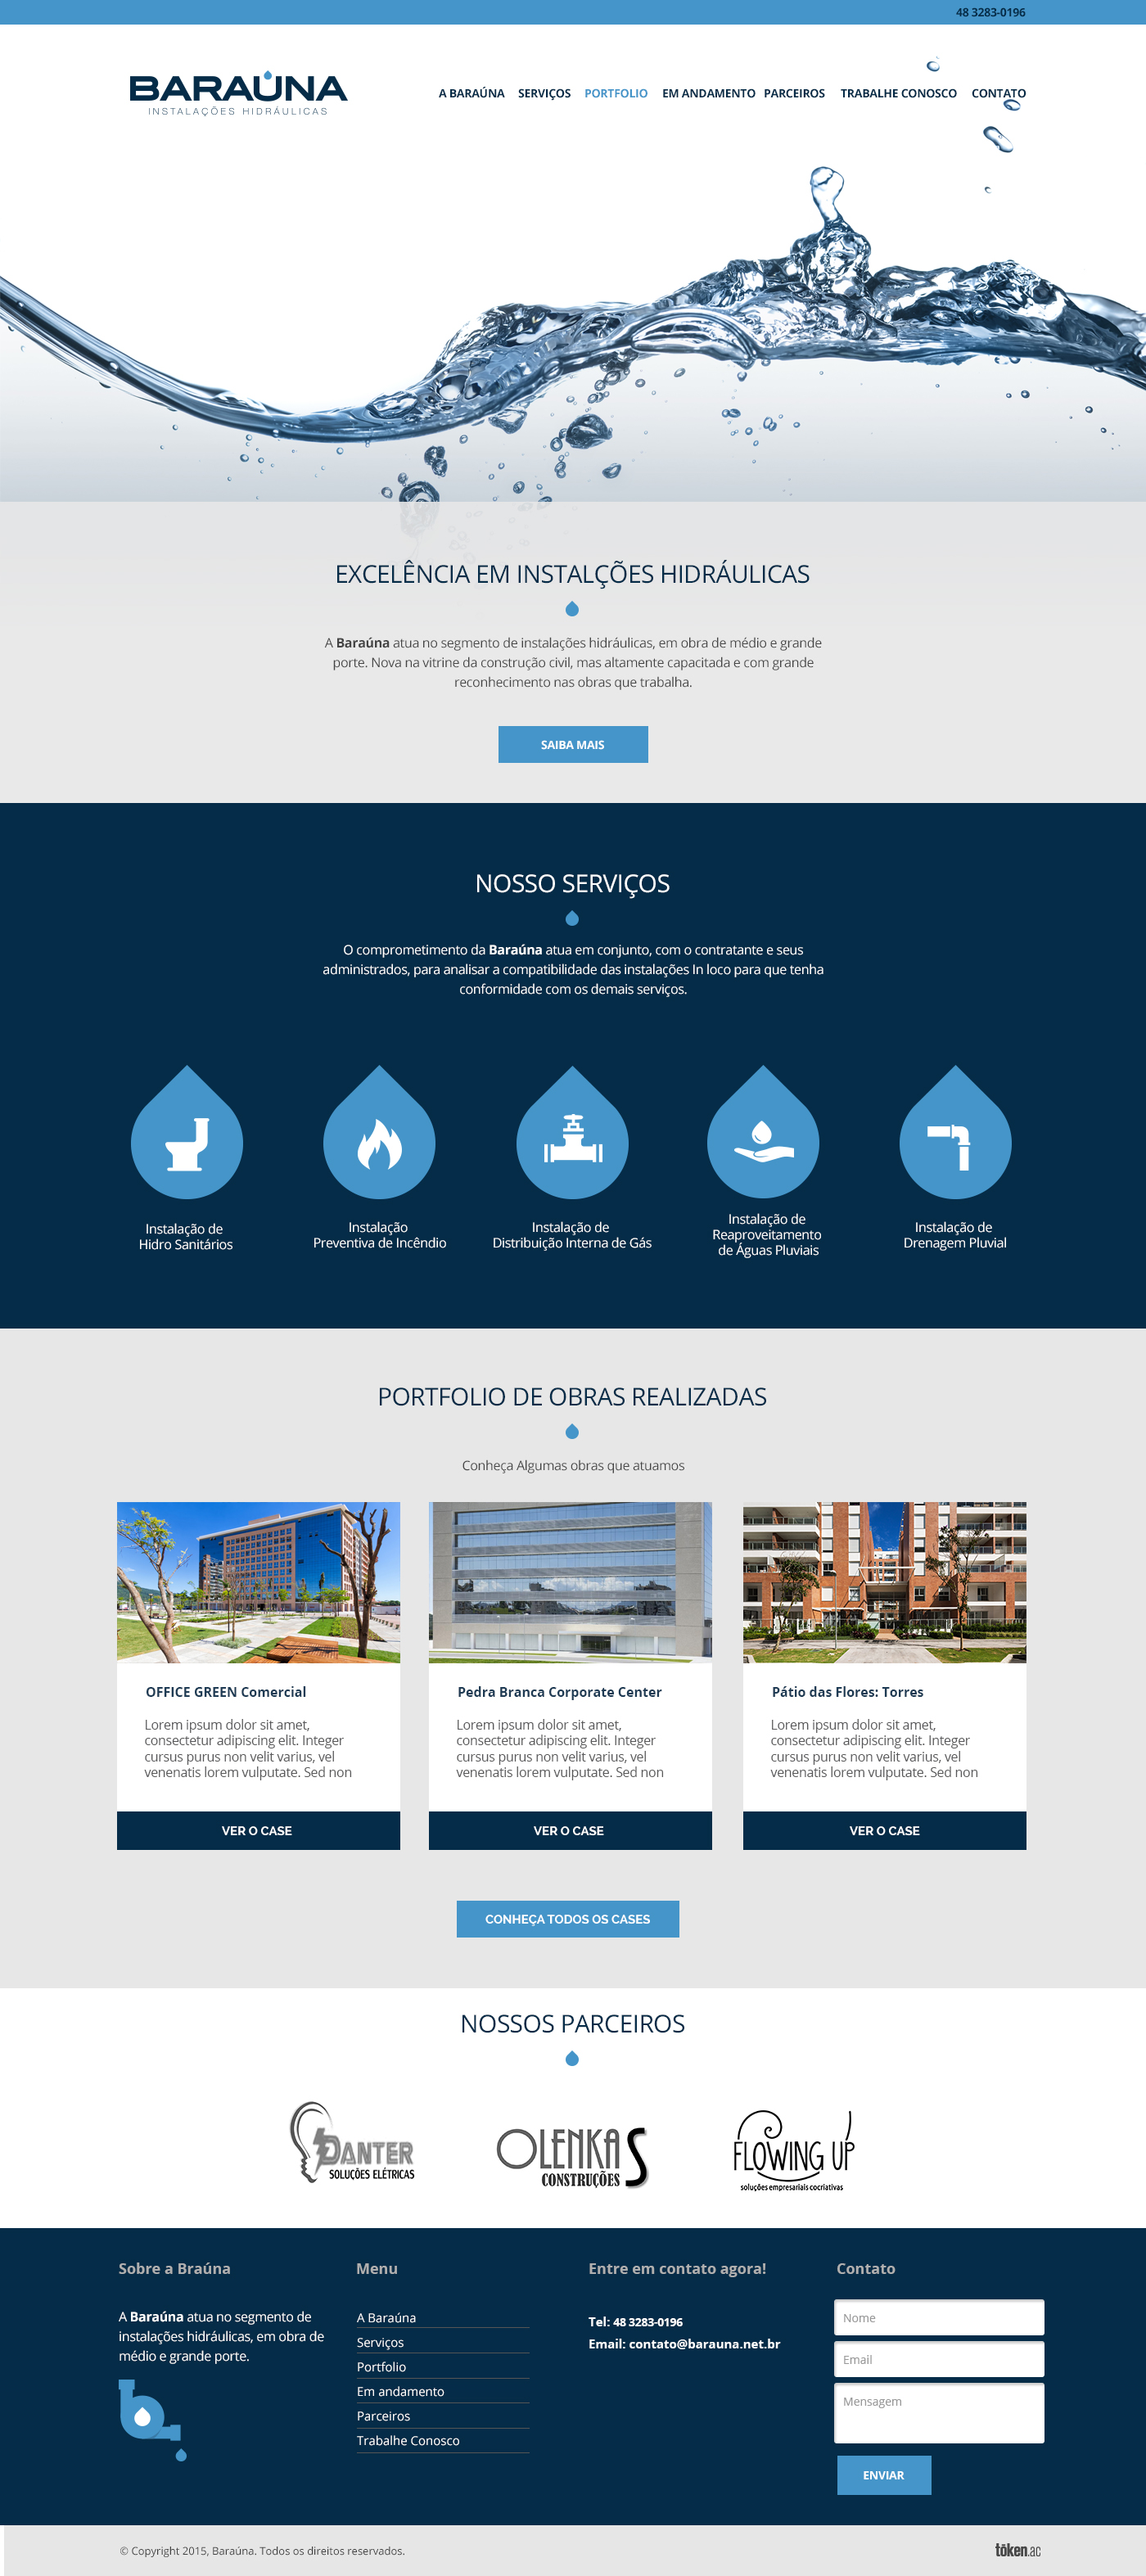 48 3283-0196
BARAÚNA
INSTALAÇÕES HIDRÁULICAS
A BARAÚNA SERVIÇOS PORTFOLIO EM ANDAMENTO PARCEIROS TRABALHE CONOSCO CONTATO
EXCELÊNCIA EM INSTALÇÕES HIDRÁULICAS
A Baraúna atua no segmento de instalações hidráulicas, em obra de médio e grande
porte. Nova na vitrine da construção civil, mas altamente capacitada e com grande
reconhecimento nas obras que trabalha.
SAIBA MAIS
NOSSO SERVIÇOS
O comprometimento da Baraúna atua em conjunto, com o contratante e seus
administrados, para analisar a compatibilidade das instalações In loco para que tenha
conformidade com os demais serviços.
Instalação de
Hidro Sanitários
Instalação
Preventiva de Incêndio
Instalação de
Distribuição Interna de Gás
Instalação de
Reaproveitamento
de Águas Pluviais
Instalação de
Drenagem Pluvial
PORTFOLIO DE OBRAS REALIZADAS
Conheça Algumas obras que atuamos
OFFICE GREEN Comercial
Lorem ipsum dolor sit amet,
consectetur adipiscing elit. Integer
cursus purus non velit varius, vel
venenatis lorem vulputate. Sed non
VER O CASE
Pedra Branca Corporate Center
Lorem ipsum dolor sit amet,
consectetur adipiscing elit. Integer
cursus purus non velit varius, vel
venenatis lorem vulputate. Sed non
VER O CASE
Pátio das Flores: Torres
Lorem ipsum dolor sit amet,
consectetur adipiscing elit. Integer
cursus purus non velit varius, vel
venenatis lorem vulputate. Sed non
VER O CASE
CONHEÇA TODOS OS CASES
NOSSOS PARCEIROS
DANTER
SOLUÇÕES ELÉTRICAS
OLENKAS
CONSTRUÇÕES
FLOWING UP
soluções empresariais cocriativas
Sobre a Braúna
A Baraúna atua no segmento de
instalações hidráulicas, em obra de
médio e grande porte.
Menu
A Baraúna
Serviços
Portfolio
Em andamento
Parceiros
Trabalhe Conosco
Entre em contato agora!
Tel: 48 3283-0196
Email: contato@barauna.net.br
Contato
Nome
Email
Mensagem
ENVIAR
© Copyright 2015, Baraúna. Todos os direitos reservados.
tōken.ac